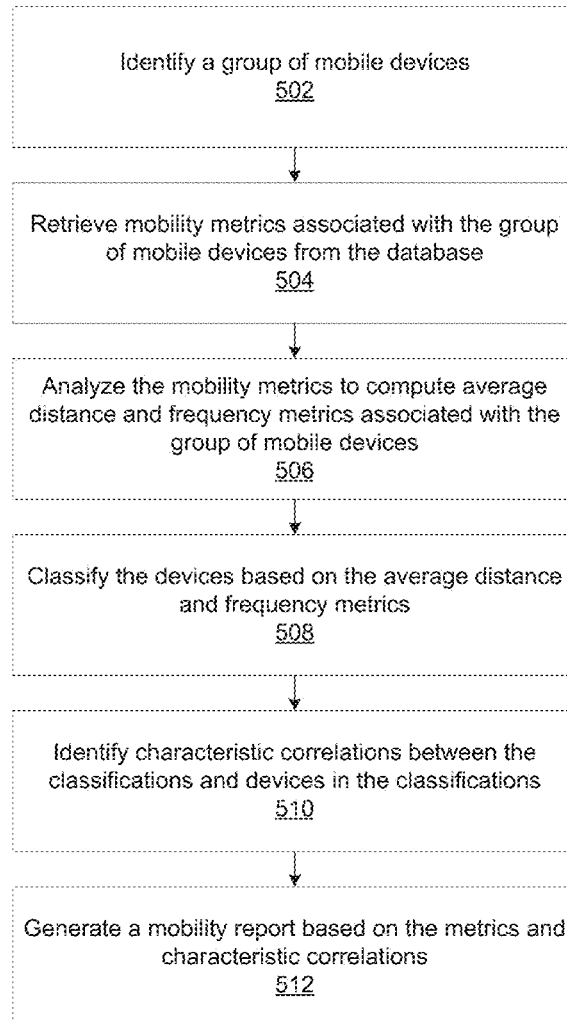 Identify a group of mobile devices
502
Retrieve mobility metrics associated with the group
of mobile devices from the database
504
Analyze the mobility metrics to compute average
distance and frequency metrics associated with the
group of mobile devices
506
Classify the devices based on the average distance
and frequency metrics
508
Identify characteristic correlations between the
classifications and devices in the classifications
510
Generate a mobility report based on the metrics and
characteristic correlations
512